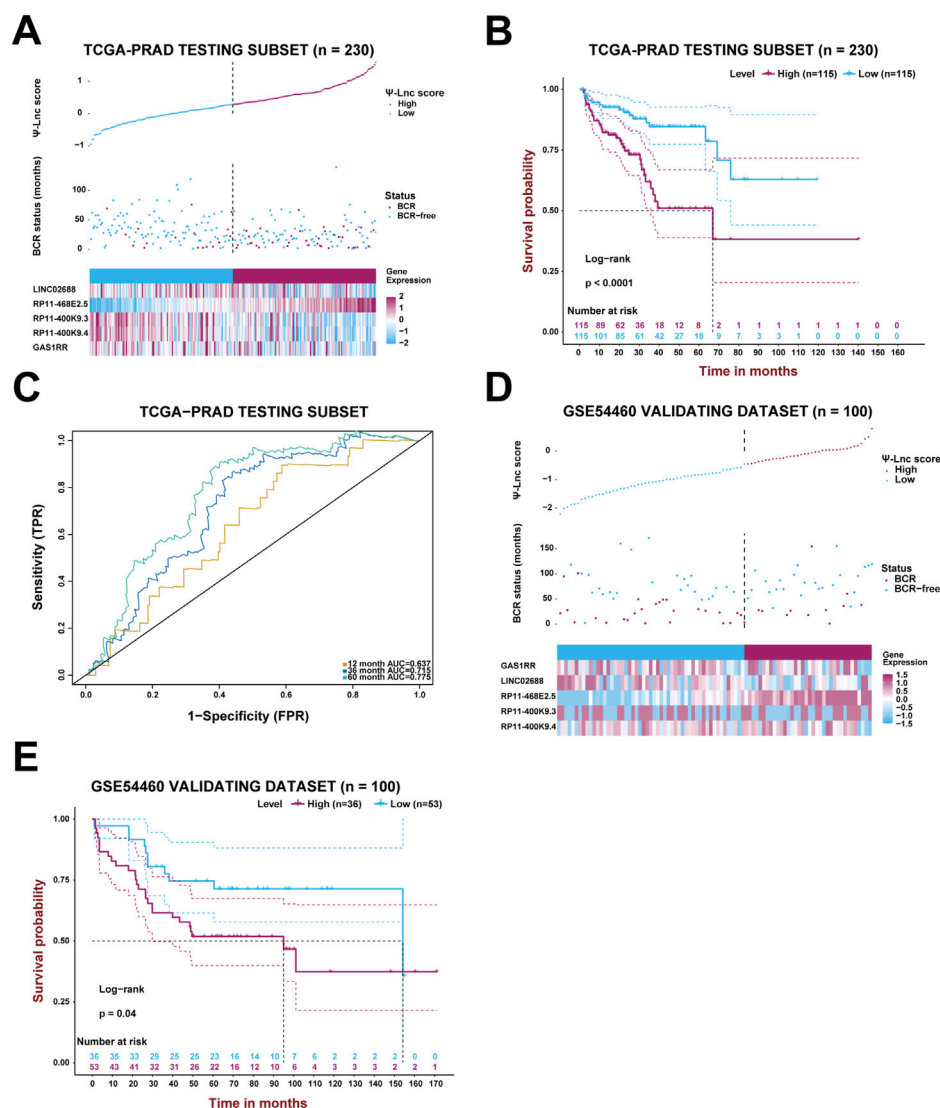 A
TCGA-PRAD TESTING SUBSET (n = 230)
Ψ-Lnc score
1
0
−1
Ψ-Lnc score
High
Low
BCR status (months)
100
50
0
Status
BCR
BCR−free
LINC02688
RP11-468E2.5
RP11-400K9.3
RP11-400K9.4
GAS1RR
Gene
Expression
2
1
0
−1
−2
B
TCGA-PRAD TESTING SUBSET (n = 230)
Level High (n=115) Low (n=115)
Survival probability
1.00
0.75
0.50
0.25
0.00
Log−rank
p < 0.0001
Number at risk
115 89 62 36 18 12 8 2 1 1 1 1 1 1 1 0 0
115 101 85 61 42 27 18 9 7 3 3 1 0 0 0 0 0
0 10 20 30 40 50 60 70 80 90 100 110 120 130 140 150 160
Time in months
C
TCGA−PRAD TESTING SUBSET
Sensitivity (TPR)
1.0
0.8
0.6
0.4
0.2
0.0
12 month AUC=0.637
36 month AUC=0.715
60 month AUC=0.775
0.0 0.2 0.4 0.6 0.8 1.0
1-Specificity (FPR)
D
GSE54460 VALIDATING DATASET (n = 100)
Ψ-Lnc score
0
−1
−2
Ψ-Lnc score
High
Low
BCR status (months)
150
100
50
0
Status
BCR
BCR−free
GAS1RR
LINC02688
RP11-468E2.5
RP11-400K9.3
RP11-400K9.4
Gene
Expression
1.5
1.0
0.5
0.0
−0.5
−1.0
−1.5
E
GSE54460 VALIDATING DATASET (n = 100)
Level High (n=36) Low (n=53)
Survival probability
1.00
0.75
0.50
0.25
0.00
Log−rank
p = 0.04
Number at risk
36 35 33 29 25 25 23 16 14 10 7 6 2 2 2 2 0 0
53 43 41 32 31 26 22 16 12 10 6 4 3 3 3 2 2 1
0 10 20 30 40 50 60 70 80 90 100 110 120 130 140 150 160 170
Time in months